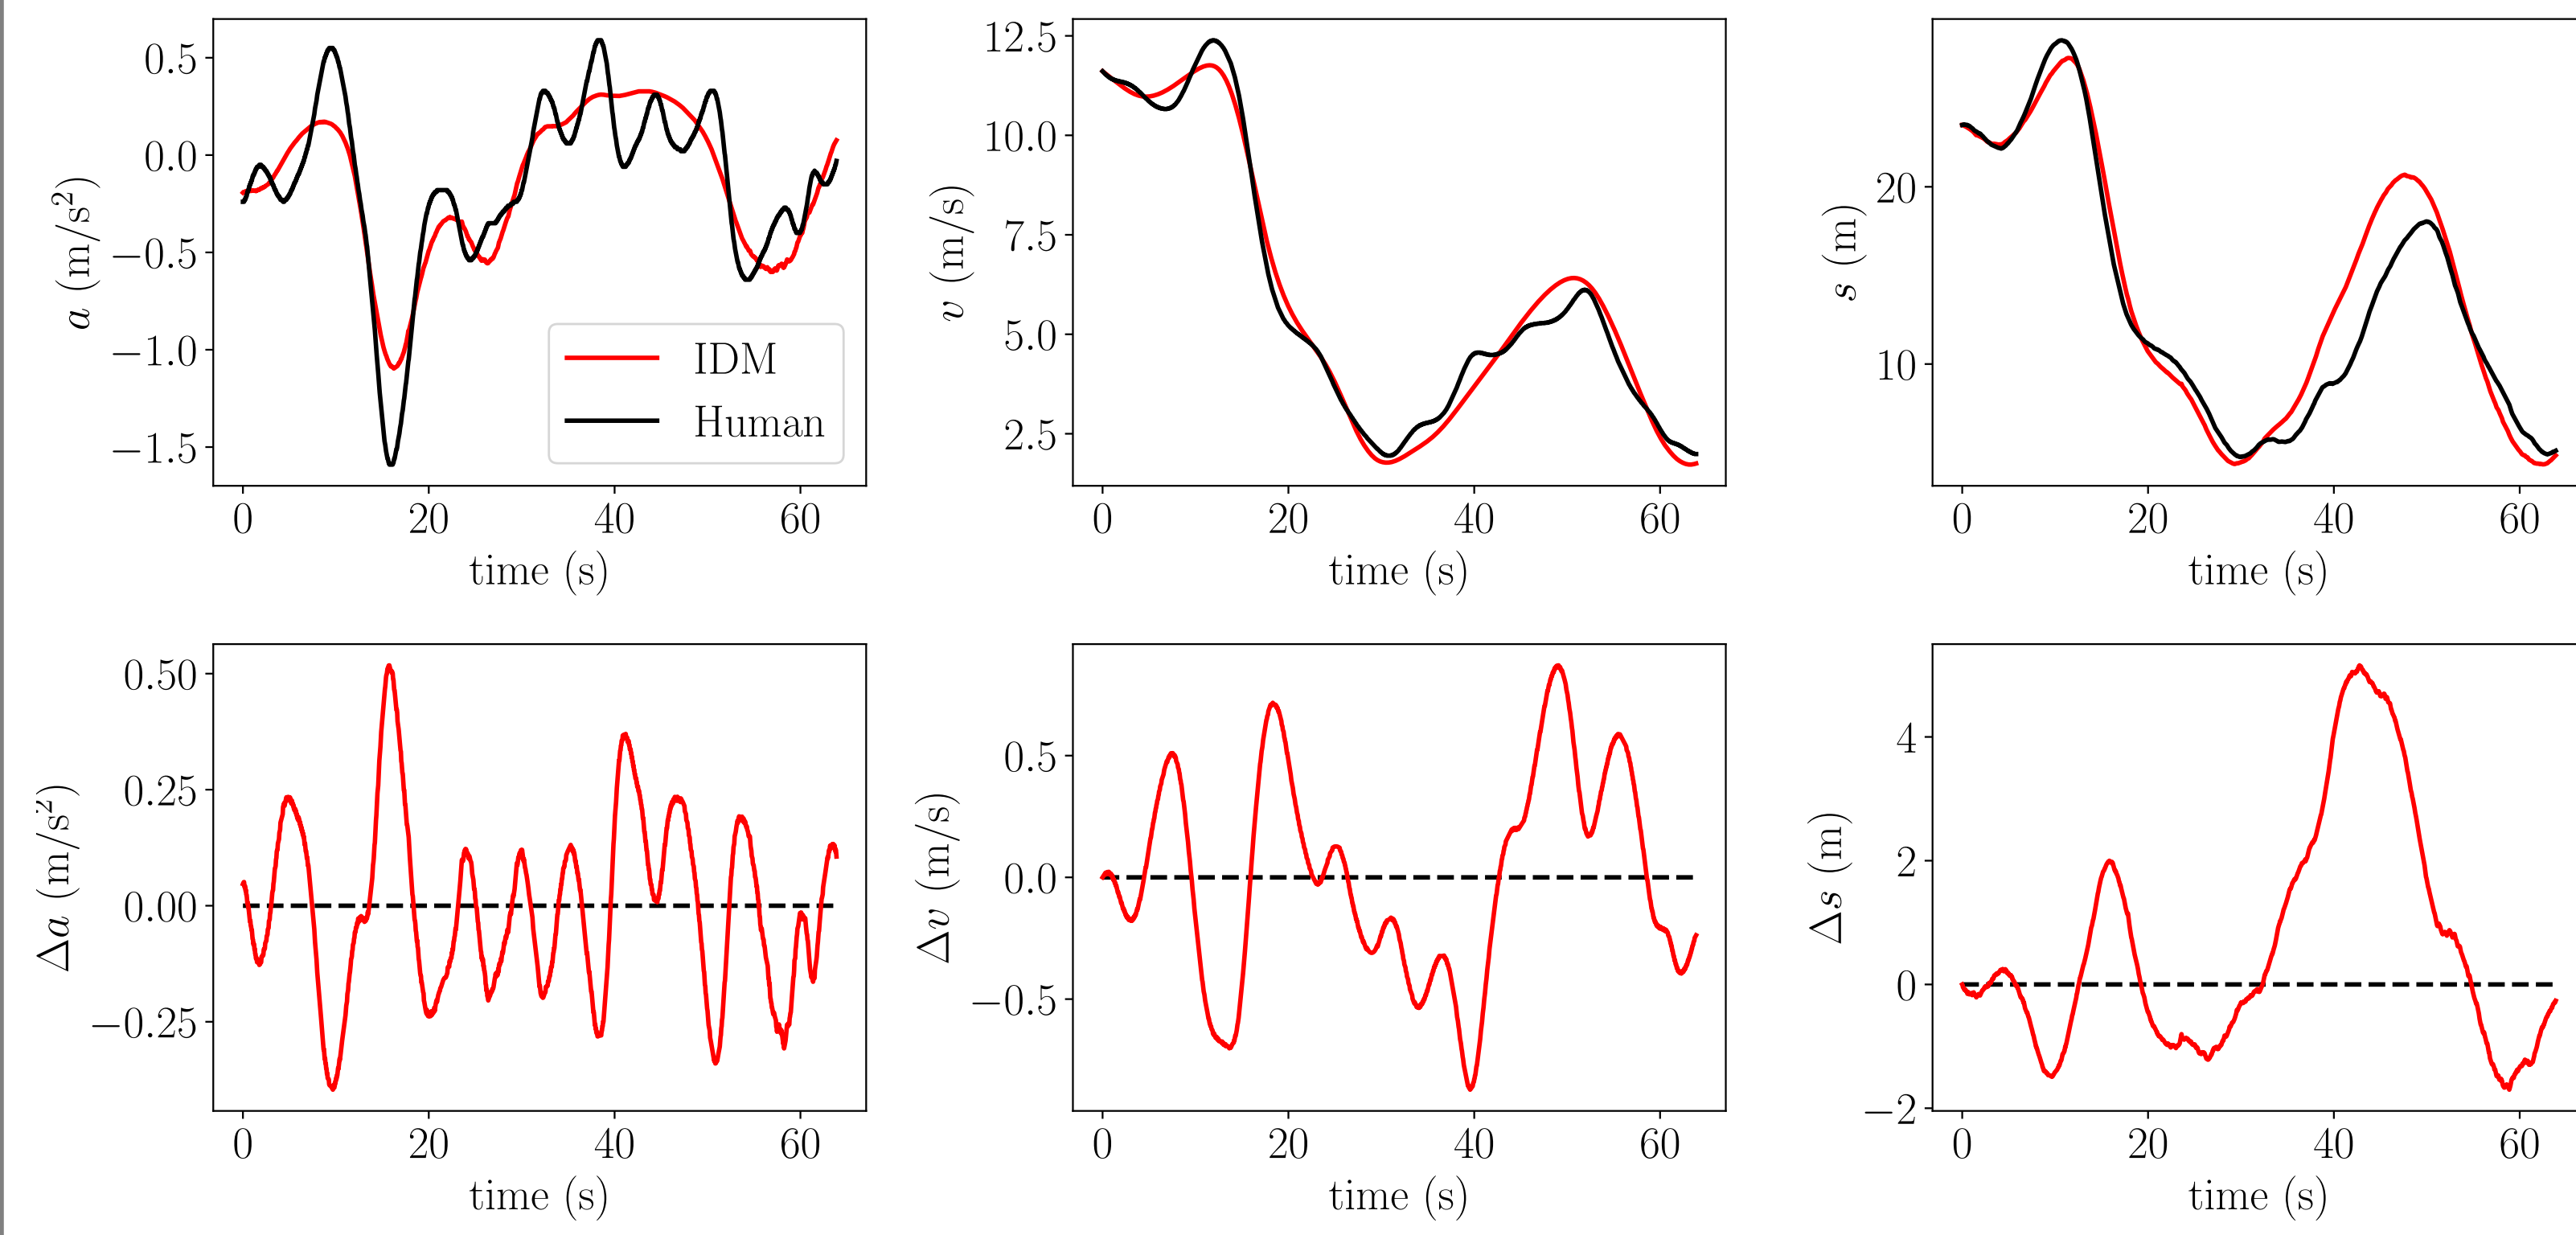 a (m/s²)
0.5
0.0
−0.5
−1.0
−1.5
IDM
Human
0 20 40 60
time (s)
v (m/s)
12.5
10.0
7.5
5.0
2.5
0 20 40 60
time (s)
s (m)
20
10
0 20 40 60
time (s)
Δa (m/s²)
0.50
0.25
0.00
−0.25
0 20 40 60
time (s)
Δv (m/s)
0.5
0.0
−0.5
0 20 40 60
time (s)
Δs (m)
4
2
0
−2
0 20 40 60
time (s)